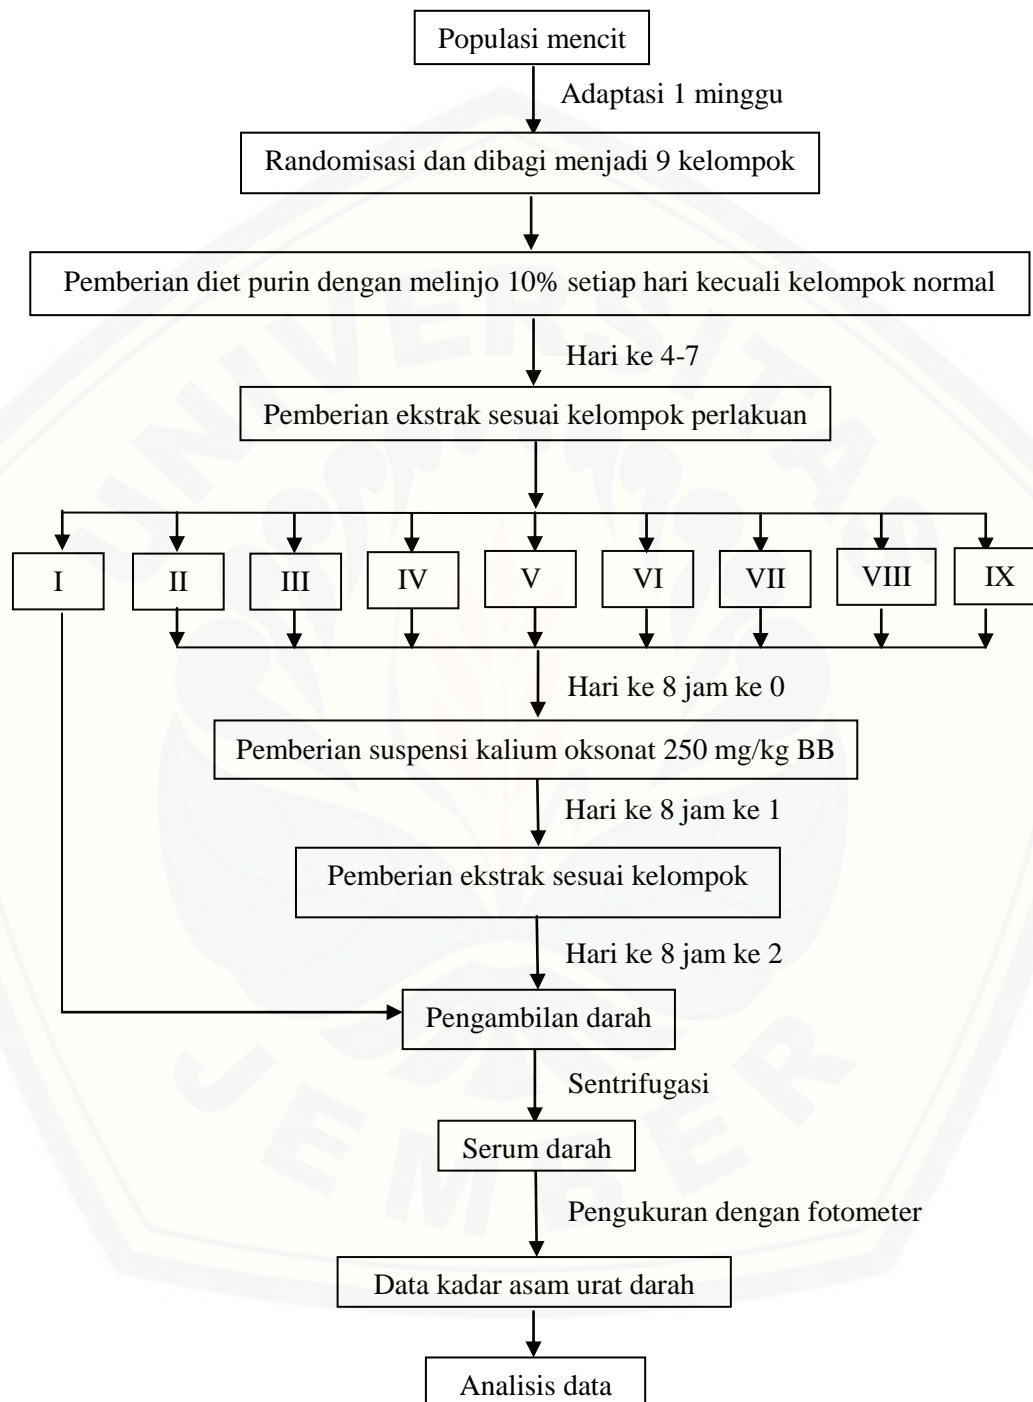 Populasi mencit
Adaptasi 1 minggu
Randomisasi dan dibagi menjadi 9 kelompok
Pemberian diet purin dengan melinjo 10% setiap hari kecuali kelompok normal
Hari ke 4-7
Pemberian ekstrak sesuai kelompok perlakuan
I
II
III
IV
V
VI
VII
VIII
IX
Hari ke 8 jam ke 0
Pemberian suspensi kalium oksonat 250 mg/kg BB
Hari ke 8 jam ke 1
Pemberian ekstrak sesuai kelompok
Hari ke 8 jam ke 2
Pengambilan darah
Sentrifugasi
Serum darah
Pengukuran dengan fotometer
Data kadar asam urat darah
Analisis data
UNIVERSITAS
JEMBER